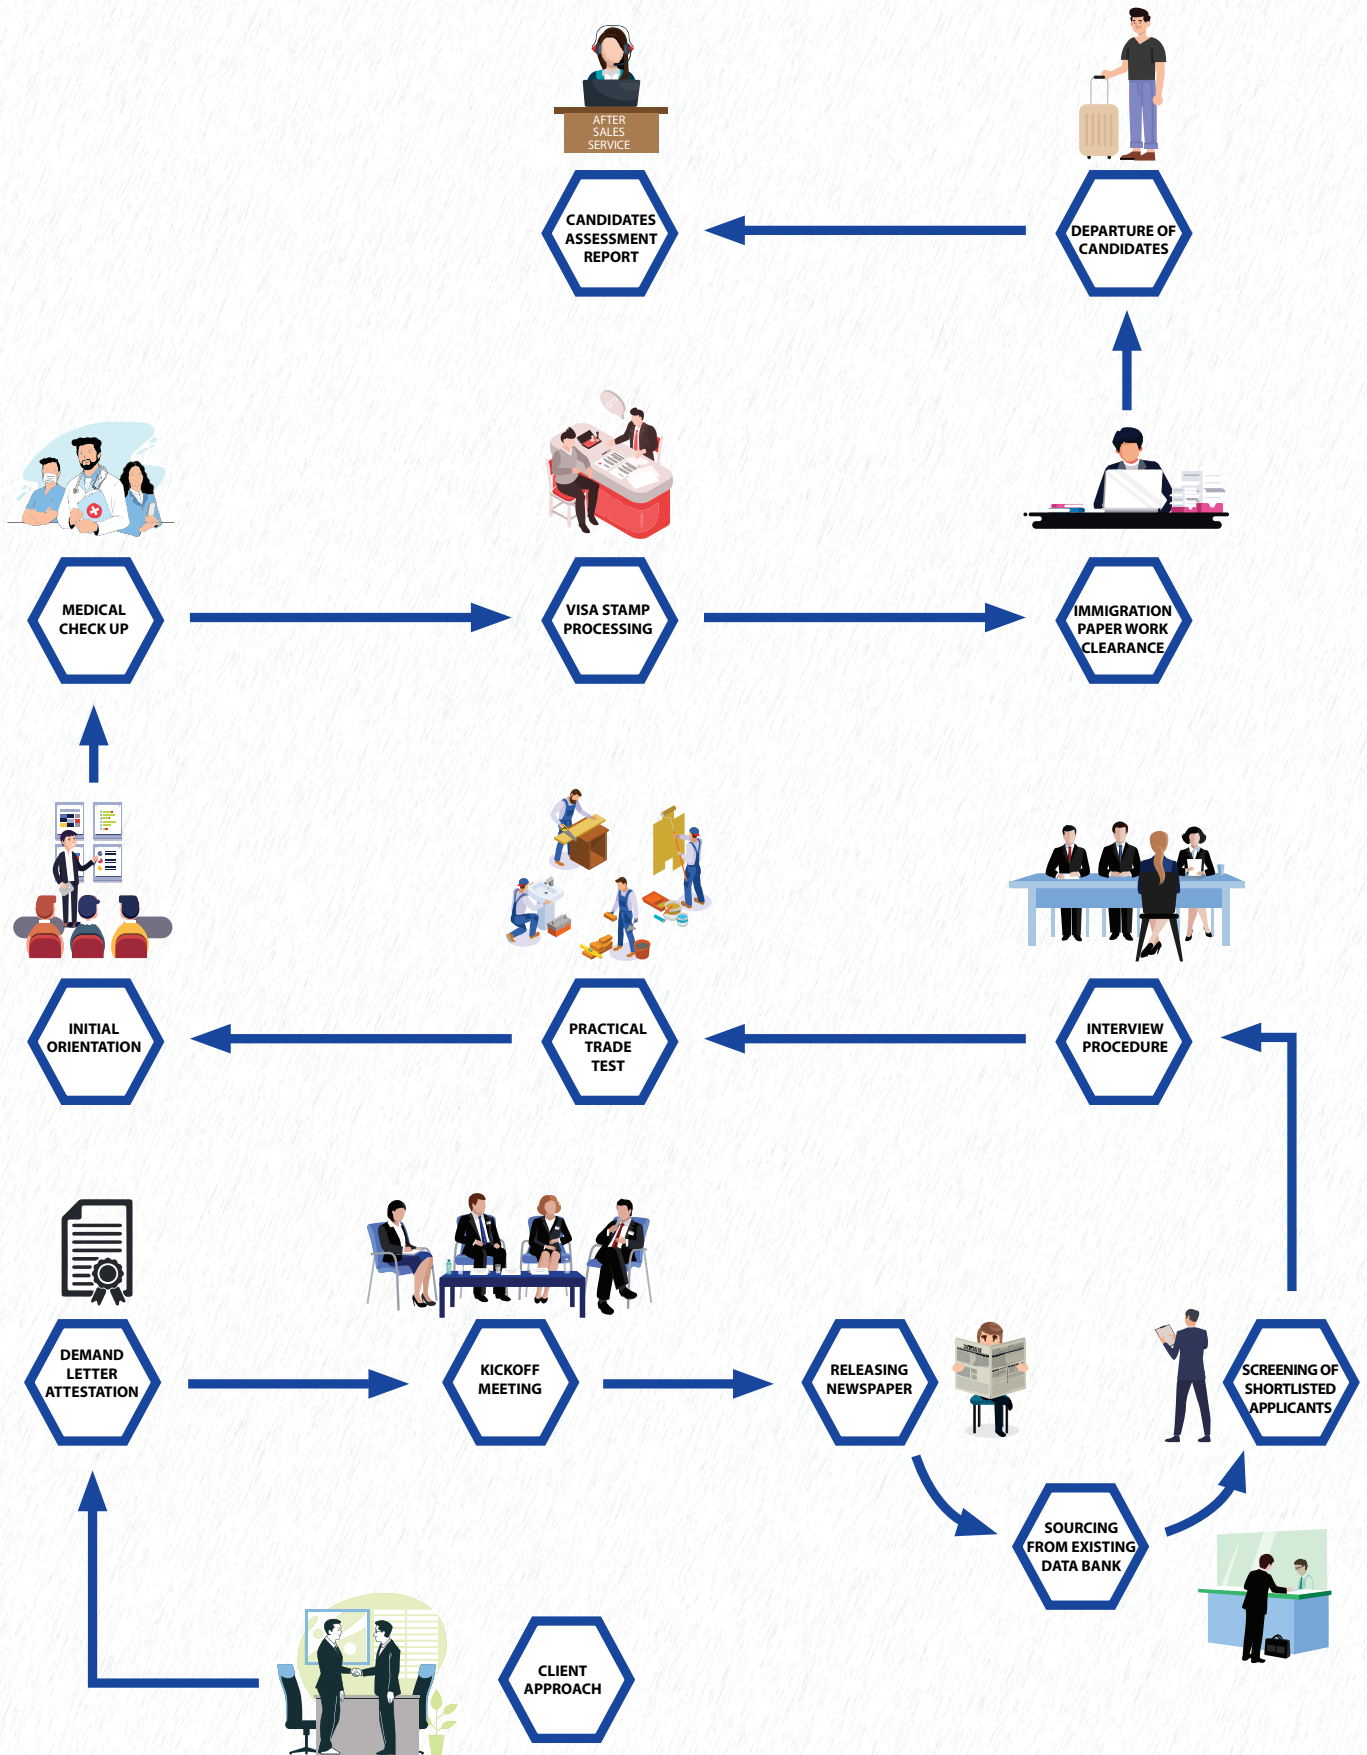 AFTER
SALES
SERVICE
CANDIDATES
ASSESSMENT
REPORT
DEPARTURE OF
CANDIDATES
MEDICAL
CHECK UP
VISA STAMP
PROCESSING
IMMIGRATION
PAPER WORK
CLEARANCE
INITIAL
ORIENTATION
PRACTICAL
TRADE
TEST
INTERVIEW
PROCEDURE
DEMAND
LETTER
ATTESTATION
KICKOFF
MEETING
RELEASING
NEWSPAPER
NEWS
SCREENING OF
SHORTLISTED
APPLICANTS
SOURCING
FROM EXISTING
DATA BANK
CLIENT
APPROACH